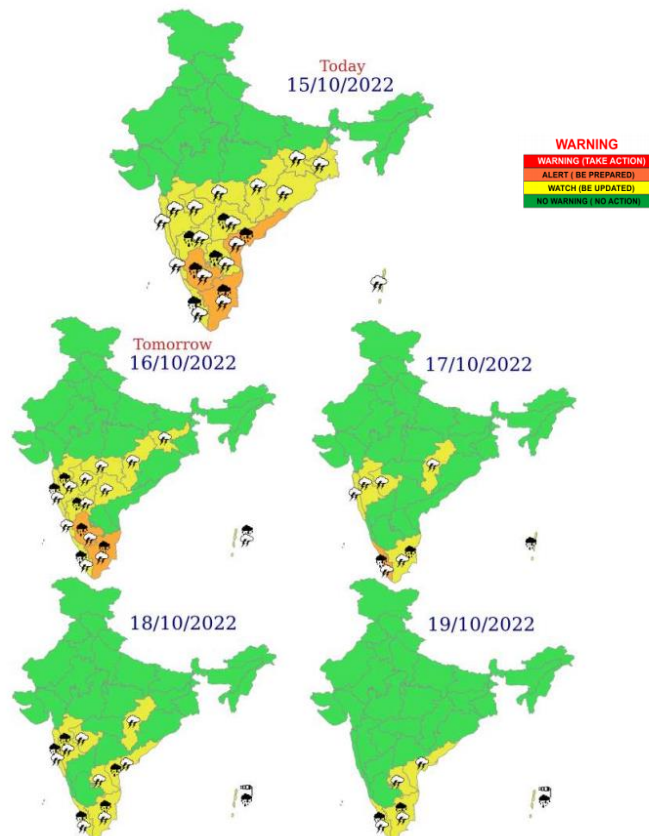 Today
15/10/2022
WARNING
WARNING (TAKE ACTION)
ALERT ( BE PREPARED)
WATCH (BE UPDATED)
NO WARNING ( NO ACTION)
Tomorrow
16/10/2022
17/10/2022
18/10/2022
19/10/2022